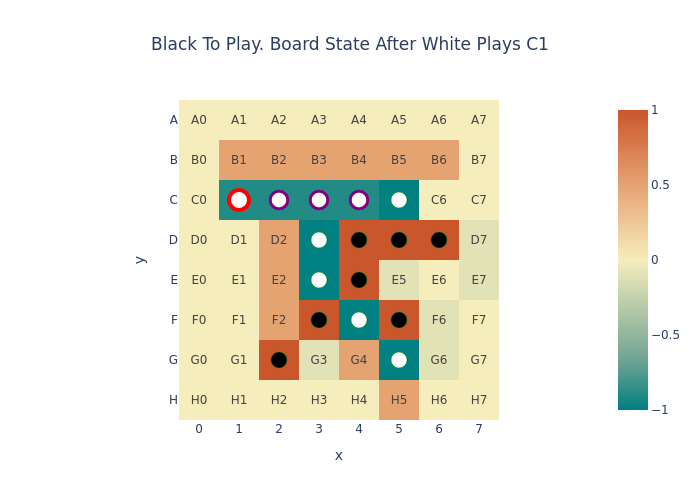 Black To Play. Board State After White Plays C1
A A0 A1 A2 A3 A4 A5 A6 A7
B B0 B1 B2 B3 B4 B5 B6 B7
C C0 C6 C7
D D0 D1 D2 D7
E E0 E1 E2 E5 E6 E7
F F0 F1 F2 F6 F7
G G0 G1 G3 G4 G6 G7
H H0 H1 H2 H3 H4 H5 H6 H7
0 1 2 3 4 5 6 7
x
y
1
0.5
0
−0.5
−1